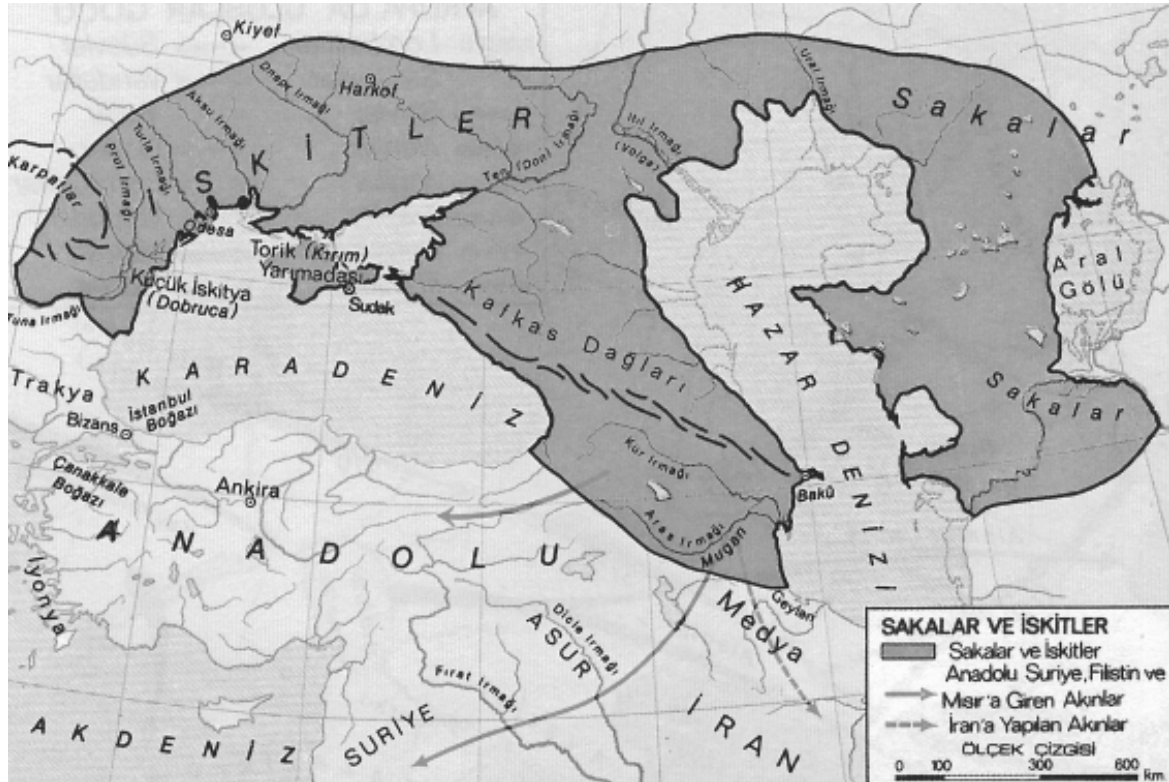 Kiyef
Harkof
Dnepr Irmağı
Aksu Irmağı
Turla Irmağı
Prut Irmağı
Karpatlar
İSKİTLER
Ten (Don) Irmağı
İtil Irmağı
(Volga)
Ural Irmağı
Sakalar
Odesa
Torik (Kırım)
Yarımadası
Sudak
Küçük İskitya
(Dobruca)
Tuna Irmağı
Kafkas Dağları
HAZAR DENİZİ
Aral
Gölü
Sakalar
KARADENİZ
Trakya
Bizans
İstanbul
Boğazı
Çanakkale
Boğazı
Ankira
ANADOLU
İyonya
Kür Irmağı
Aras Irmağı
Mugan
Bakû
Geylan
Medya
Dicle Irmağı
ASUR
Fırat Irmağı
SURİYE
İRAN
AKDENİZ
SAKALAR VE İSKİTLER
Sakalar ve İskitler
Anadolu Suriye, Filistin ve
Mısır'a Giren Akınlar
İran'a Yapılan Akınlar
ÖLÇEK ÇİZGİSİ
0 100 300 600 km.